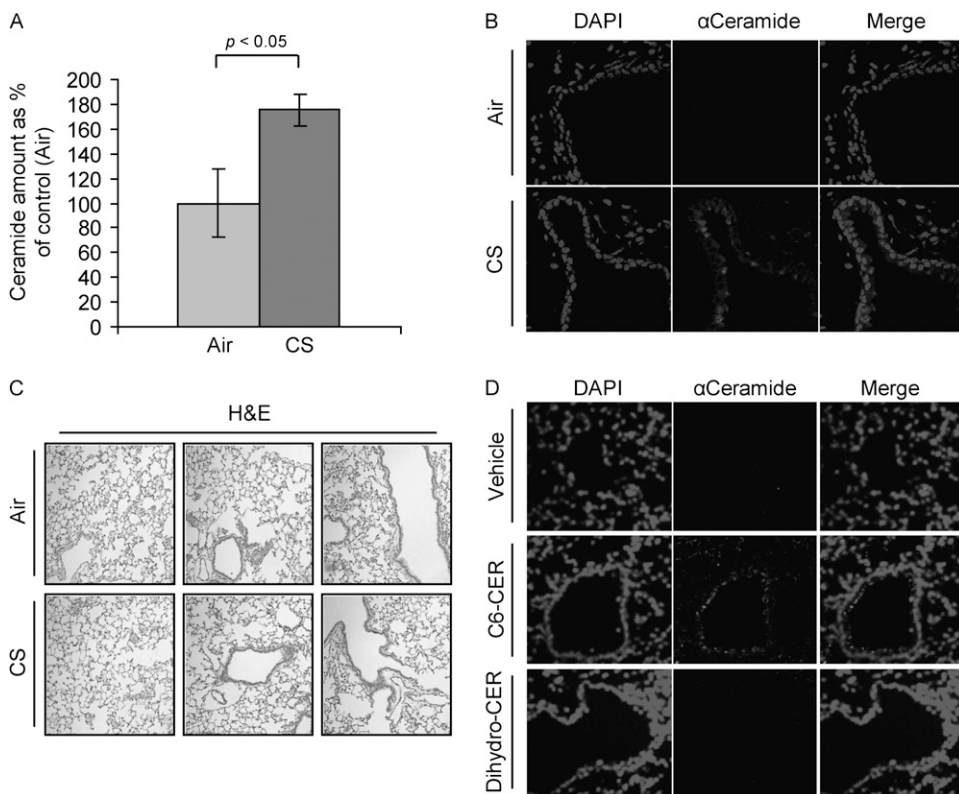 A
p < 0.05
Ceramide amount as %
of control (Air)
200
180
160
140
120
100
80
60
40
20
0
Air
CS
B
DAPI
αCeramide
Merge
Air
CS
C
H&E
Air
CS
D
DAPI
αCeramide
Merge
Vehicle
C6-CER
Dihydro-CER